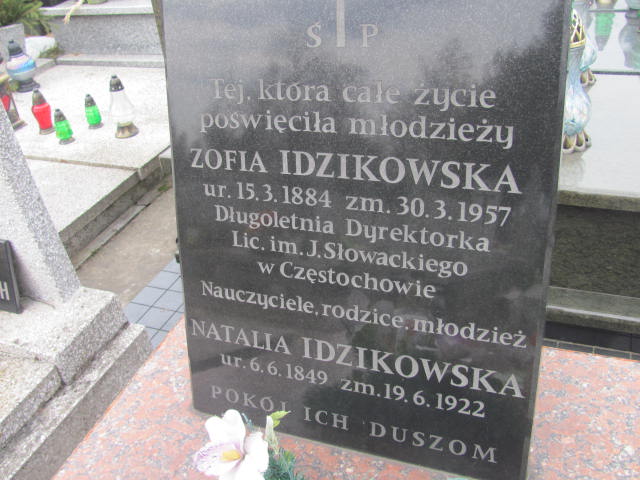 Ś P
Tej, która całe życie
poświęciła młodzieży
ZOFIA IDZIKOWSKA
ur. 15.3.1884 zm. 30.3.1957
Długoletnia Dyrektorka
Lic. im. J. Słowackiego
w Częstochowie
Nauczyciele, rodzice, młodzież
NATALIA IDZIKOWSKA
ur. 6.6.1849 zm. 19.6.1922
POKÓJ ICH DUSZOM